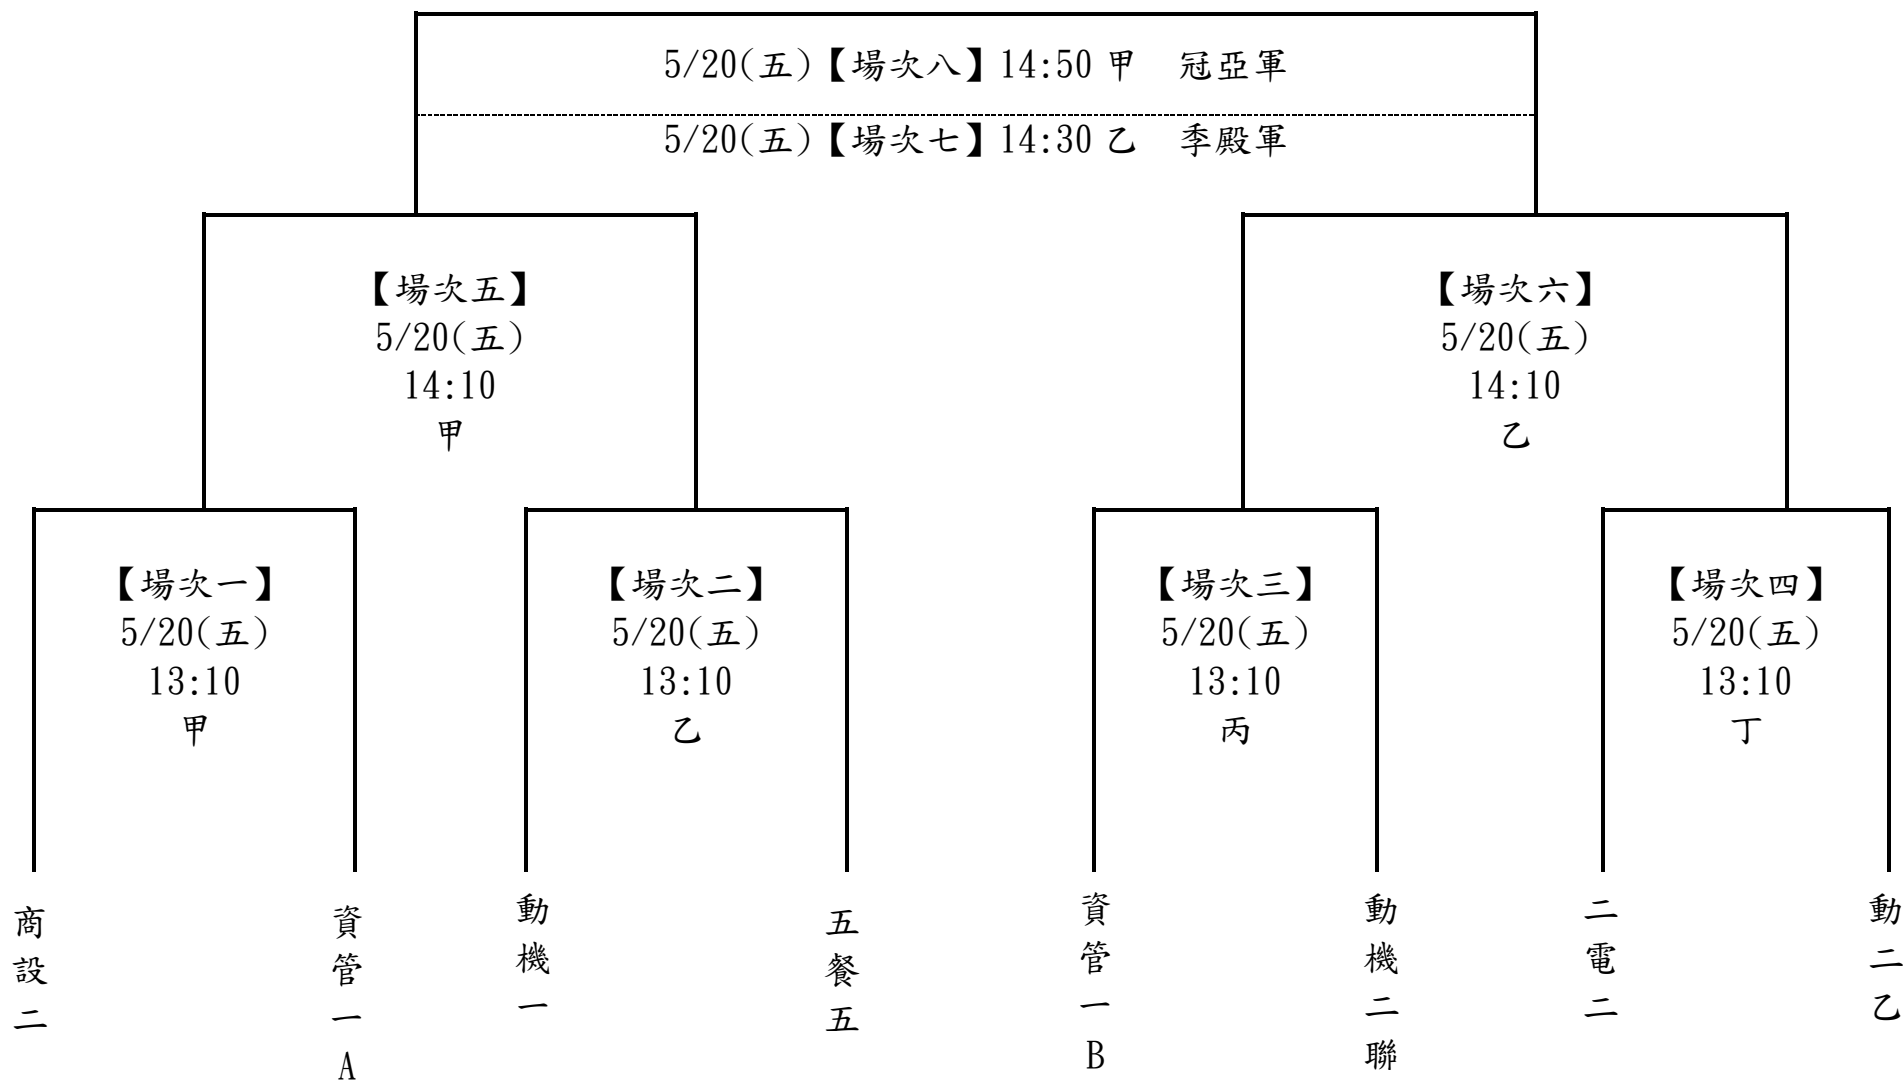 5/20(五)【場次八】14:50 甲　冠亞軍
5/20(五)【場次七】14:30 乙　季殿軍
【場次五】
5/20(五)
14:10
甲
【場次六】
5/20(五)
14:10
乙
【場次一】
5/20(五)
13:10
甲
【場次二】
5/20(五)
13:10
乙
【場次三】
5/20(五)
13:10
丙
【場次四】
5/20(五)
13:10
丁
商設二
資管一A
動機一
五餐五
資管一B
動機二聯
二電二
動二乙